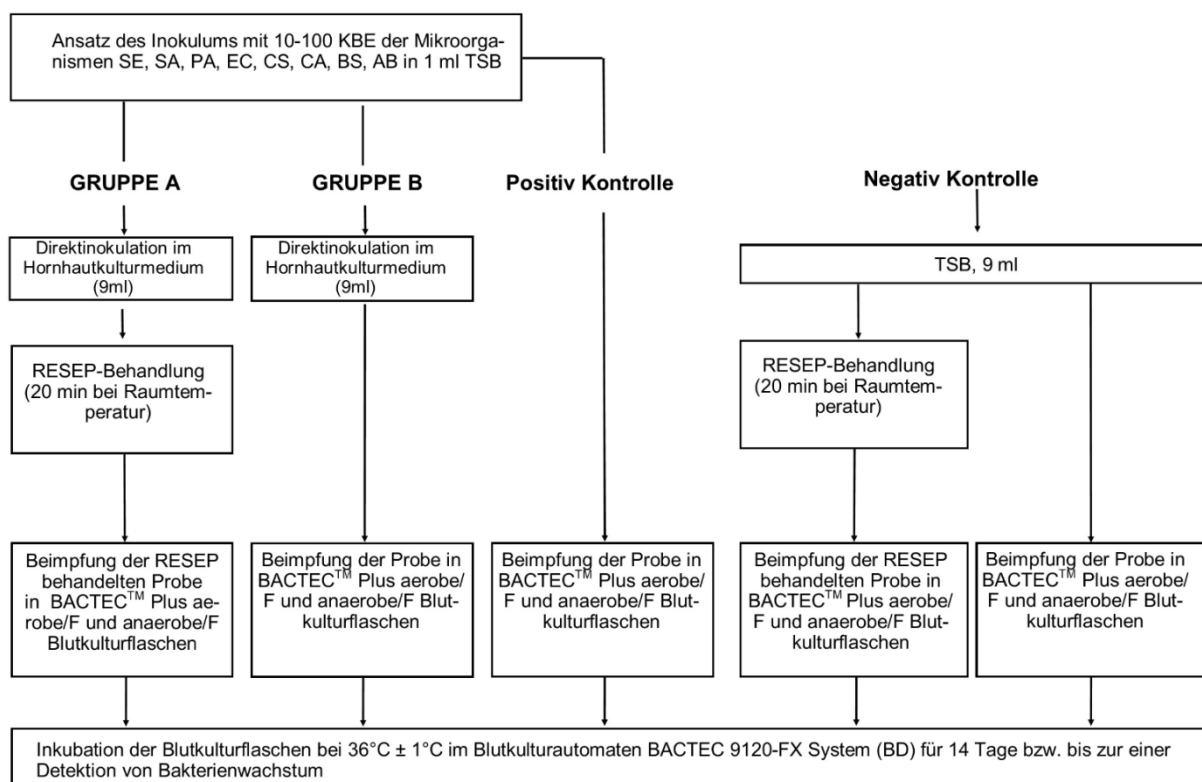 Ansatz des Inokulums mit 10-100 KBE der Mikroorga-
nismen SE, SA, PA, EC, CS, CA, BS, AB in 1 ml TSB
GRUPPE A
GRUPPE B
Positiv Kontrolle
Negativ Kontrolle
Direktinokulation im
Hornhautkulturmedium
(9ml)
Direktinokulation im
Hornhautkulturmedium
(9ml)
TSB, 9 ml
RESEP-Behandlung
(20 min bei Raumtem-
peratur)
RESEP-Behandlung
(20 min bei Raumtem-
peratur)
Beimpfung der RESEP
behandelten Probe
in BACTEC™ Plus ae-
robe/F und anaerobe/F
Blutkulturflaschen
Beimpfung der Probe in
BACTEC™ Plus aerobe/
F und anaerobe/F Blut-
kulturflaschen
Beimpfung der Probe in
BACTEC™ Plus aerobe/
F und anaerobe/F Blut-
kulturflaschen
Beimpfung der RESEP
behandelten Probe in
BACTEC™ Plus aerobe/
F und anaerobe/F Blut-
kulturflaschen
Beimpfung der Probe in
BACTEC™ Plus aerobe/
F und anaerobe/F Blut-
kulturflaschen
Inkubation der Blutkulturflaschen bei 36°C ± 1°C im Blutkulturautomaten BACTEC 9120-FX System (BD) für 14 Tage bzw. bis zur einer
Detektion von Bakterienwachstum